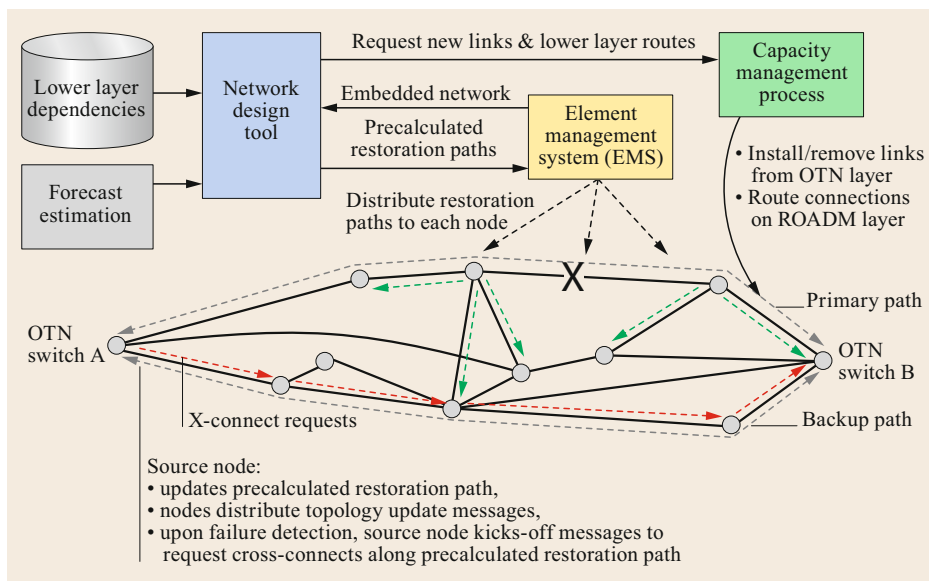 Request new links & lower layer routes
Lower layer
dependencies
Network
design
tool
Capacity
management
process
Embedded network
Precalculated
restoration paths
Element
management
system (EMS)
• Install/remove links
from OTN layer
• Route connections
on ROADM layer
Forecast
estimation
Distribute restoration
paths to each node
X
Primary path
OTN
switch A
OTN
switch B
X-connect requests
Backup path
Source node:
• updates precalculated restoration path,
• nodes distribute topology update messages,
• upon failure detection, source node kicks-off messages to
request cross-connects along precalculated restoration path